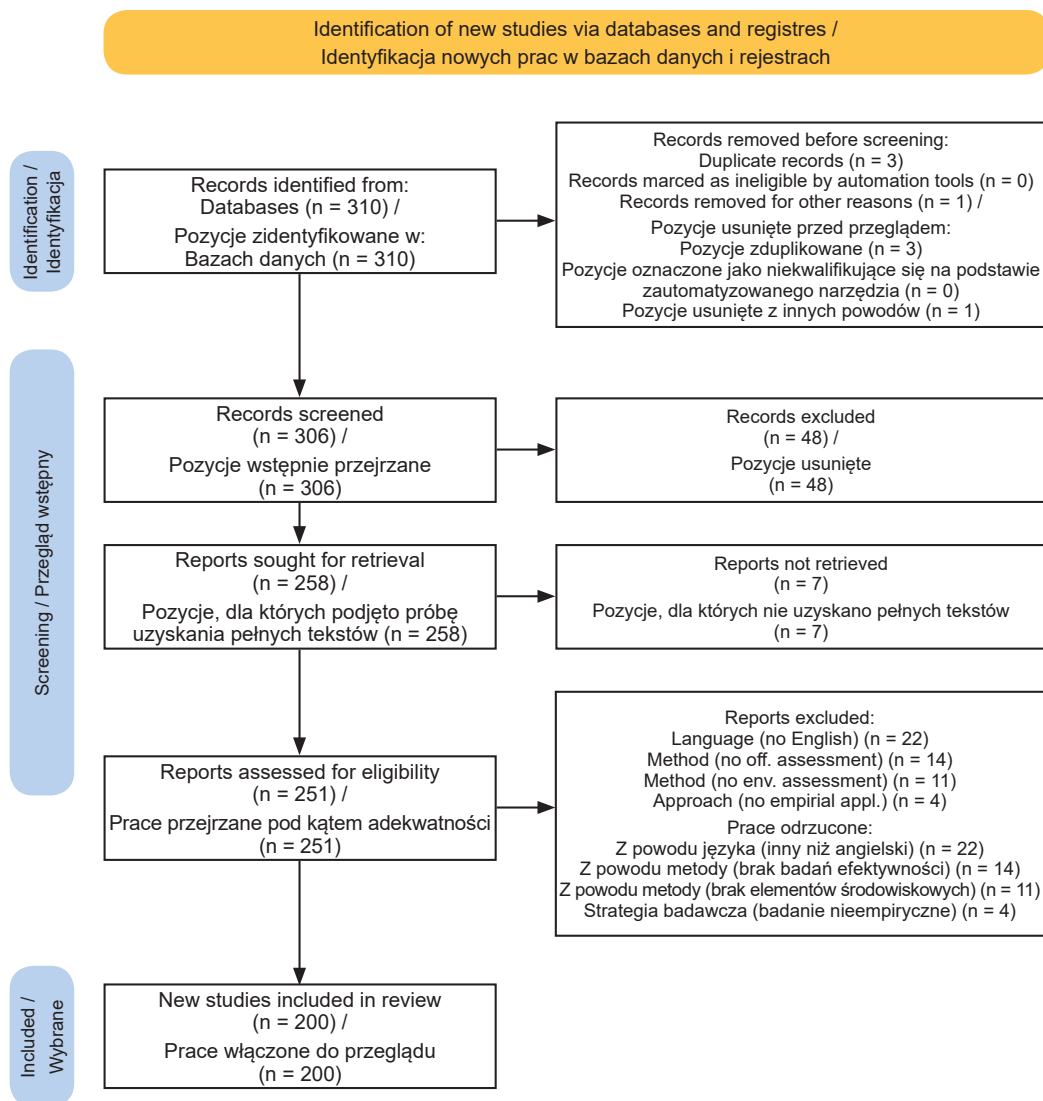 Identification of new studies via databases and registres /
Identyfikacja nowych prac w bazach danych i rejestrach
Identification /
Identyfikacja
Records identified from:
Databases (n = 310) /
Pozycje zidentyfikowane w:
Bazach danych (n = 310)
Records removed before screening:
Duplicate records (n = 3)
Records marced as ineligible by automation tools (n = 0)
Records removed for other reasons (n = 1) /
Pozycje usunięte przed przeglądem:
Pozycje zduplikowane (n = 3)
Pozycje oznaczone jako niekwalifikujące się na podstawie
zautomatyzowanego narzędzia (n = 0)
Pozycje usunięte z innych powodów (n = 1)
Screening / Przegląd wstępny
Records screened
(n = 306) /
Pozycje wstępnie przejrzane
(n = 306)
Records excluded
(n = 48) /
Pozycje usunięte
(n = 48)
Reports sought for retrieval
(n = 258) /
Pozycje, dla których podjęto próbę
uzyskania pełnych tekstów (n = 258)
Reports not retrieved
(n = 7)
Pozycje, dla których nie uzyskano pełnych tekstów
(n = 7)
Reports assessed for eligibility
(n = 251) /
Prace przejrzane pod kątem adekwatności
(n = 251)
Reports excluded:
Language (no English) (n = 22)
Method (no off. assessment) (n = 14)
Method (no env. assessment) (n = 11)
Approach (no empirial appl.) (n = 4)
Prace odrzucone:
Z powodu języka (inny niż angielski) (n = 22)
Z powodu metody (brak badań efektywności) (n = 14)
Z powodu metody (brak elementów środowiskowych) (n = 11)
Strategia badawcza (badanie nieempiryczne) (n = 4)
Included /
Wybrane
New studies included in review
(n = 200) /
Prace włączone do przeglądu
(n = 200)